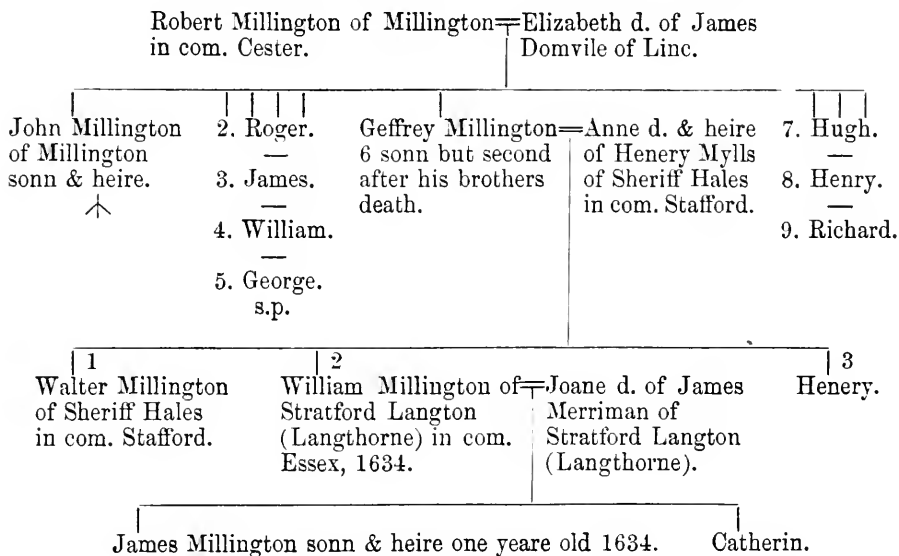 Robert Millington of Millington=Elizabeth d. of James
in com. Cester. Domvile of Linc.
John Millington
of Millington
sonn & heire.
2. Roger.
—
3. James.
—
4. William.
—
5. George.
s.p.
Geffrey Millington=Anne d. & heire
6 sonn but second of Henery Mylls
after his brothers of Sheriff Hales
death. in com. Stafford.
7. Hugh.
—
8. Henry.
—
9. Richard.
1
Walter Millington
of Sheriff Hales
in com. Stafford.
2
William Millington of=Joane d. of James
Stratford Langton Merriman of
(Langthorne) in com. Stratford Langton
Essex, 1634. (Langthorne).
3
Henery.
James Millington sonn & heire one yeare old 1634. Catherin.